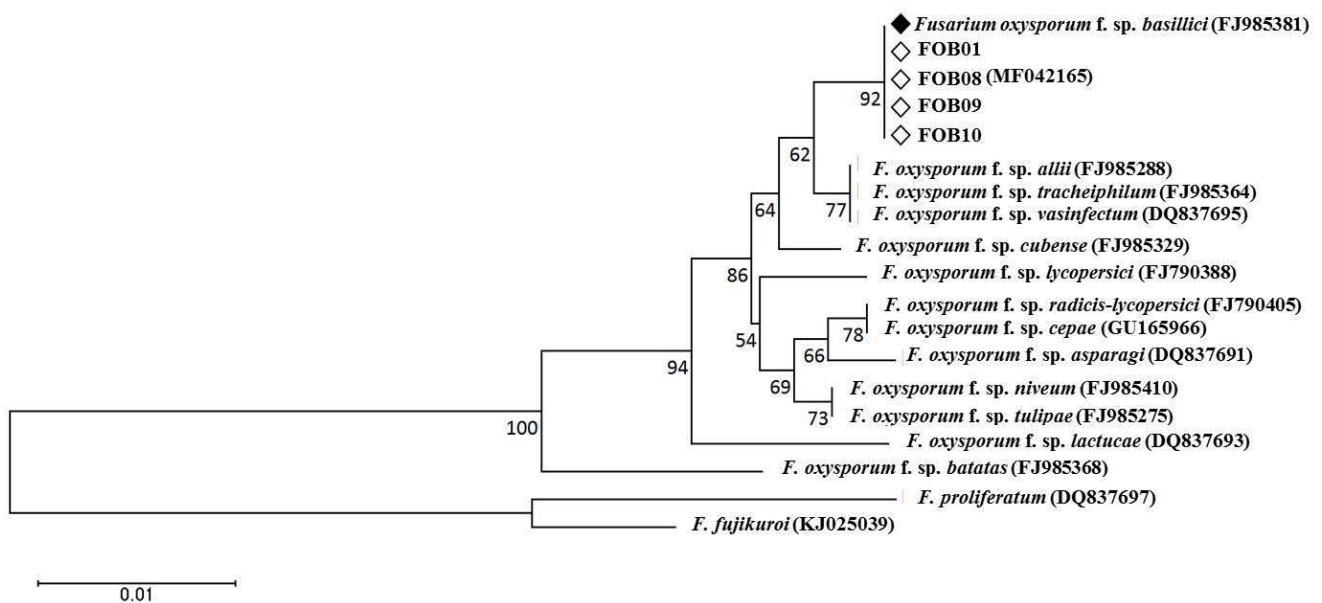 Fusarium oxysporum f. sp. basillici (FJ985381)
FOB01
FOB08 (MF042165)
92
FOB09
FOB10
62
F. oxysporum f. sp. allii (FJ985288)
F. oxysporum f. sp. tracheiphilum (FJ985364)
64
77
F. oxysporum f. sp. vasinfectum (DQ837695)
F. oxysporum f. sp. cubense (FJ985329)
86
F. oxysporum f. sp. lycopersici (FJ790388)
F. oxysporum f. sp. radicis-lycopersici (FJ790405)
54
78
F. oxysporum f. sp. cepae (GU165966)
66
F. oxysporum f. sp. asparagi (DQ837691)
94
69
F. oxysporum f. sp. niveum (FJ985410)
73
F. oxysporum f. sp. tulipae (FJ985275)
100
F. oxysporum f. sp. lactucae (DQ837693)
F. oxysporum f. sp. batatas (FJ985368)
F. proliferatum (DQ837697)
F. fujikuroi (KJ025039)
0.01